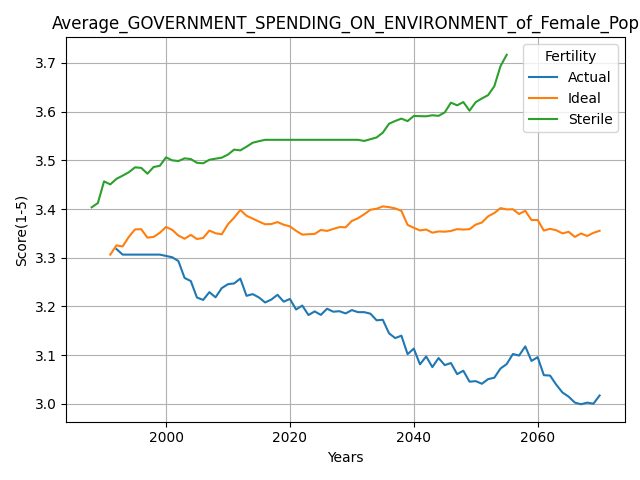 Average_GOVERNMENT_SPENDING_ON_ENVIRONMENT_of_Female_Pop
Fertility
Actual
Ideal
Sterile
Score(1-5)
3.7
3.6
3.5
3.4
3.3
3.2
3.1
3.0
2000 2020 2040 2060
Years